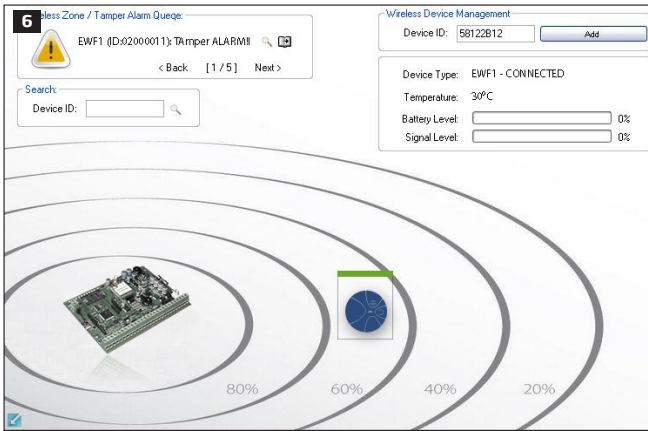 6
eless Zone / Tamper Alarm Queqe:
EWF1 (ID:02000011): TAmper ALARM!!
< Back [ 1 / 5 ] Next >
Search:
Device ID:
Wireless Device Management
Device ID: 58122B12 Add
Device Type: EWF1 - CONNECTED
Temperature: 30°C
Battery Level: 0%
Signal Level: 0%
80% 60% 40% 20%